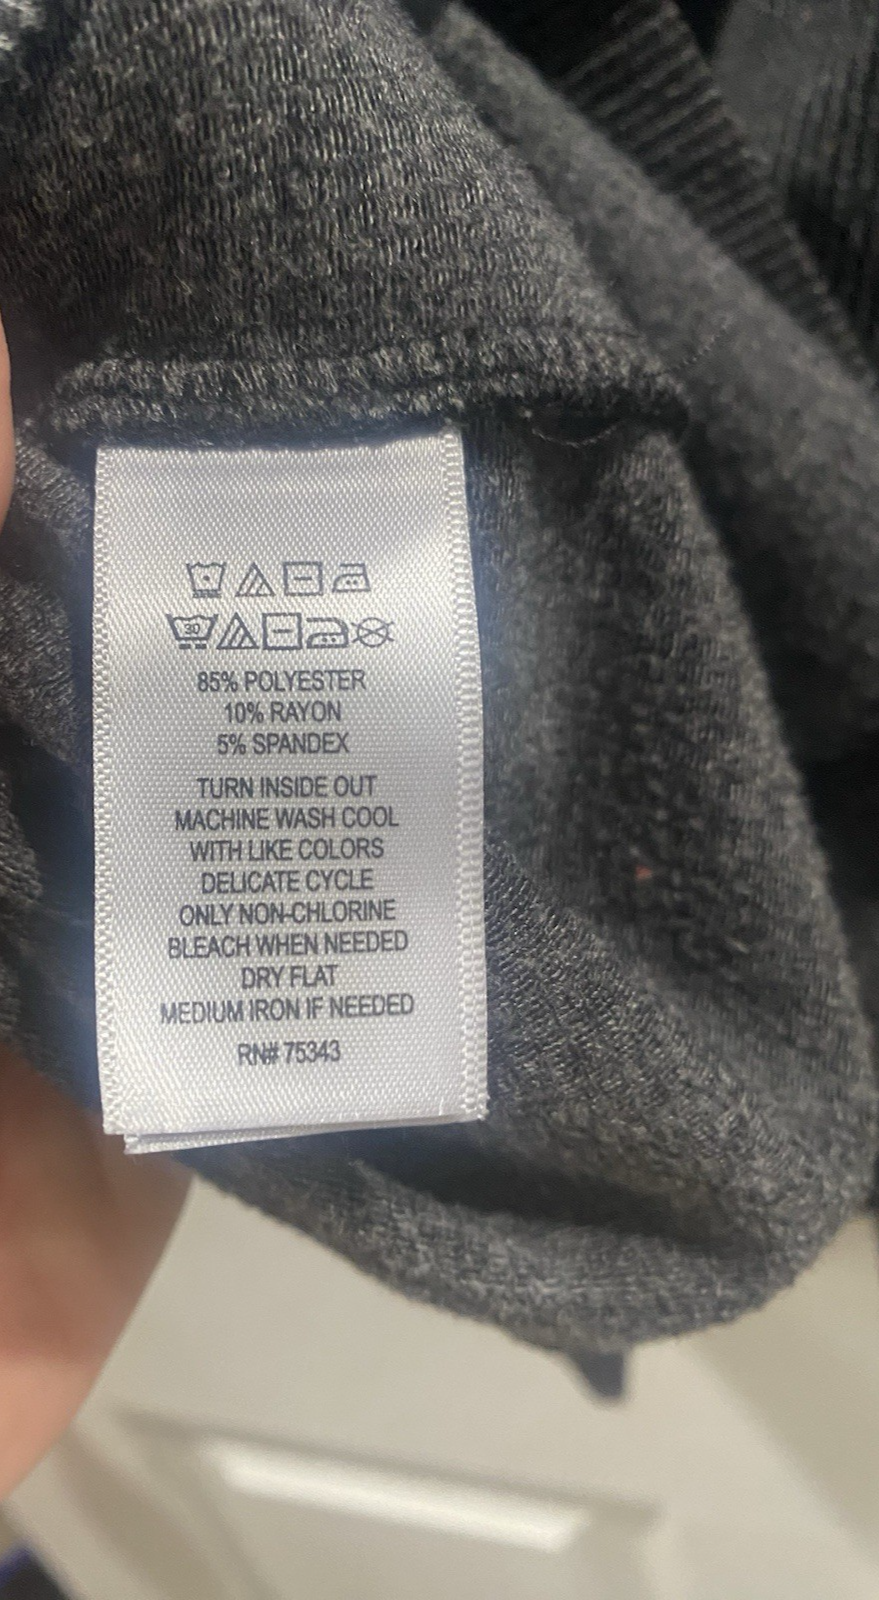 30
85% POLYESTER
10% RAYON
5% SPANDEX
TURN INSIDE OUT
MACHINE WASH COOL
WITH LIKE COLORS
DELICATE CYCLE
ONLY NON-CHLORINE
BLEACH WHEN NEEDED
DRY FLAT
MEDIUM IRON IF NEEDED
RN# 75343